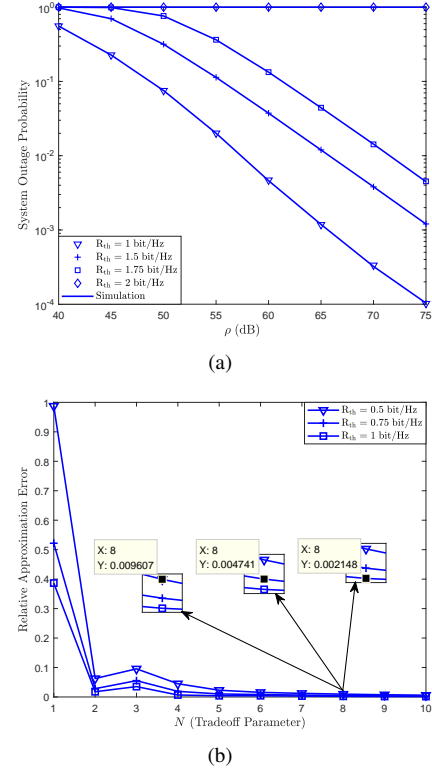 10^0
10^-1
10^-2
10^-3
10^-4
System Outage Probability
R_th = 1 bit/Hz
R_th = 1.5 bit/Hz
R_th = 1.75 bit/Hz
R_th = 2 bit/Hz
Simulation
40 45 50 55 60 65 70 75
ρ (dB)
(a)
1
0.9
0.8
0.7
0.6
0.5
0.4
0.3
0.2
0.1
0
Relative Approximation Error
R_th = 0.5 bit/Hz
R_th = 0.75 bit/Hz
R_th = 1 bit/Hz
X: 8
Y: 0.009607
X: 8
Y: 0.004741
X: 8
Y: 0.002148
1 2 3 4 5 6 7 8 9 10
N (Tradeoff Parameter)
(b)